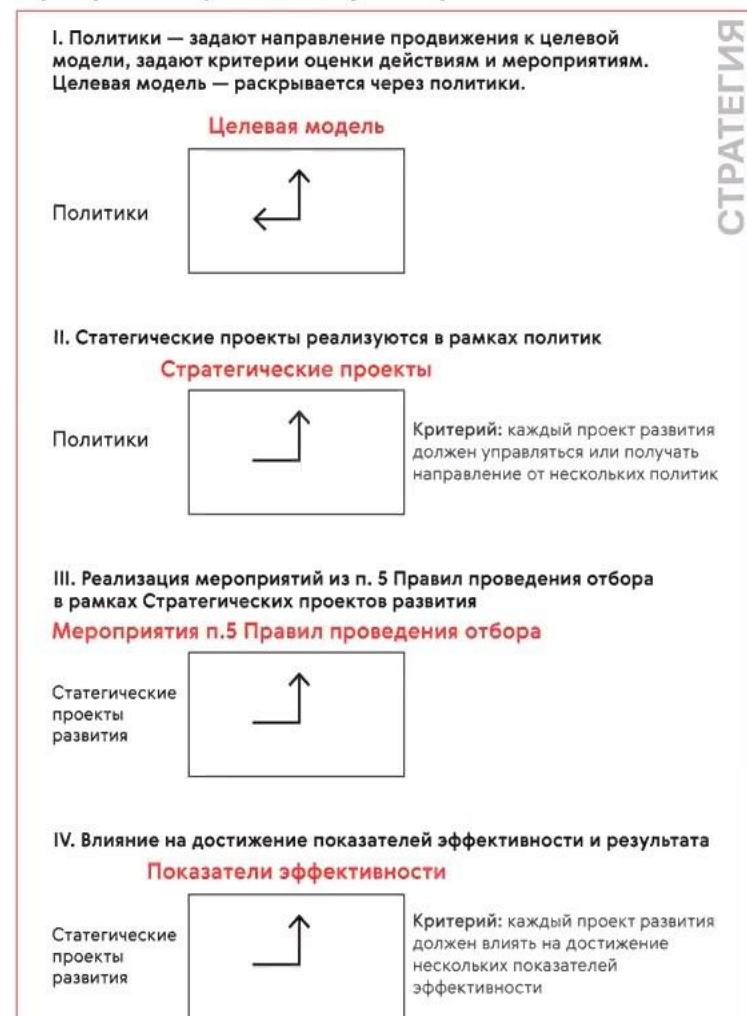 I. Политики — задают направление продвижения к целевой
модели, задают критерии оценки действиям и мероприятиям.
Целевая модель — раскрывается через политики.
СТРАТЕГИЯ
Целевая модель
Политики
II. Статегические проекты реализуются в рамках политик
Стратегические проекты
Политики
Критерий: каждый проект развития
должен управляться или получать
направление от нескольких политик
III. Реализация мероприятий из п. 5 Правил проведения отбора
в рамках Стратегических проектов развития
Мероприятия п.5 Правил проведения отбора
Статегические
проекты
развития
IV. Влияние на достижение показателей эффективности и результата
Показатели эффективности
Статегические
проекты
развития
Критерий: каждый проект развития
должен влиять на достижение
нескольких показателей
эффективности